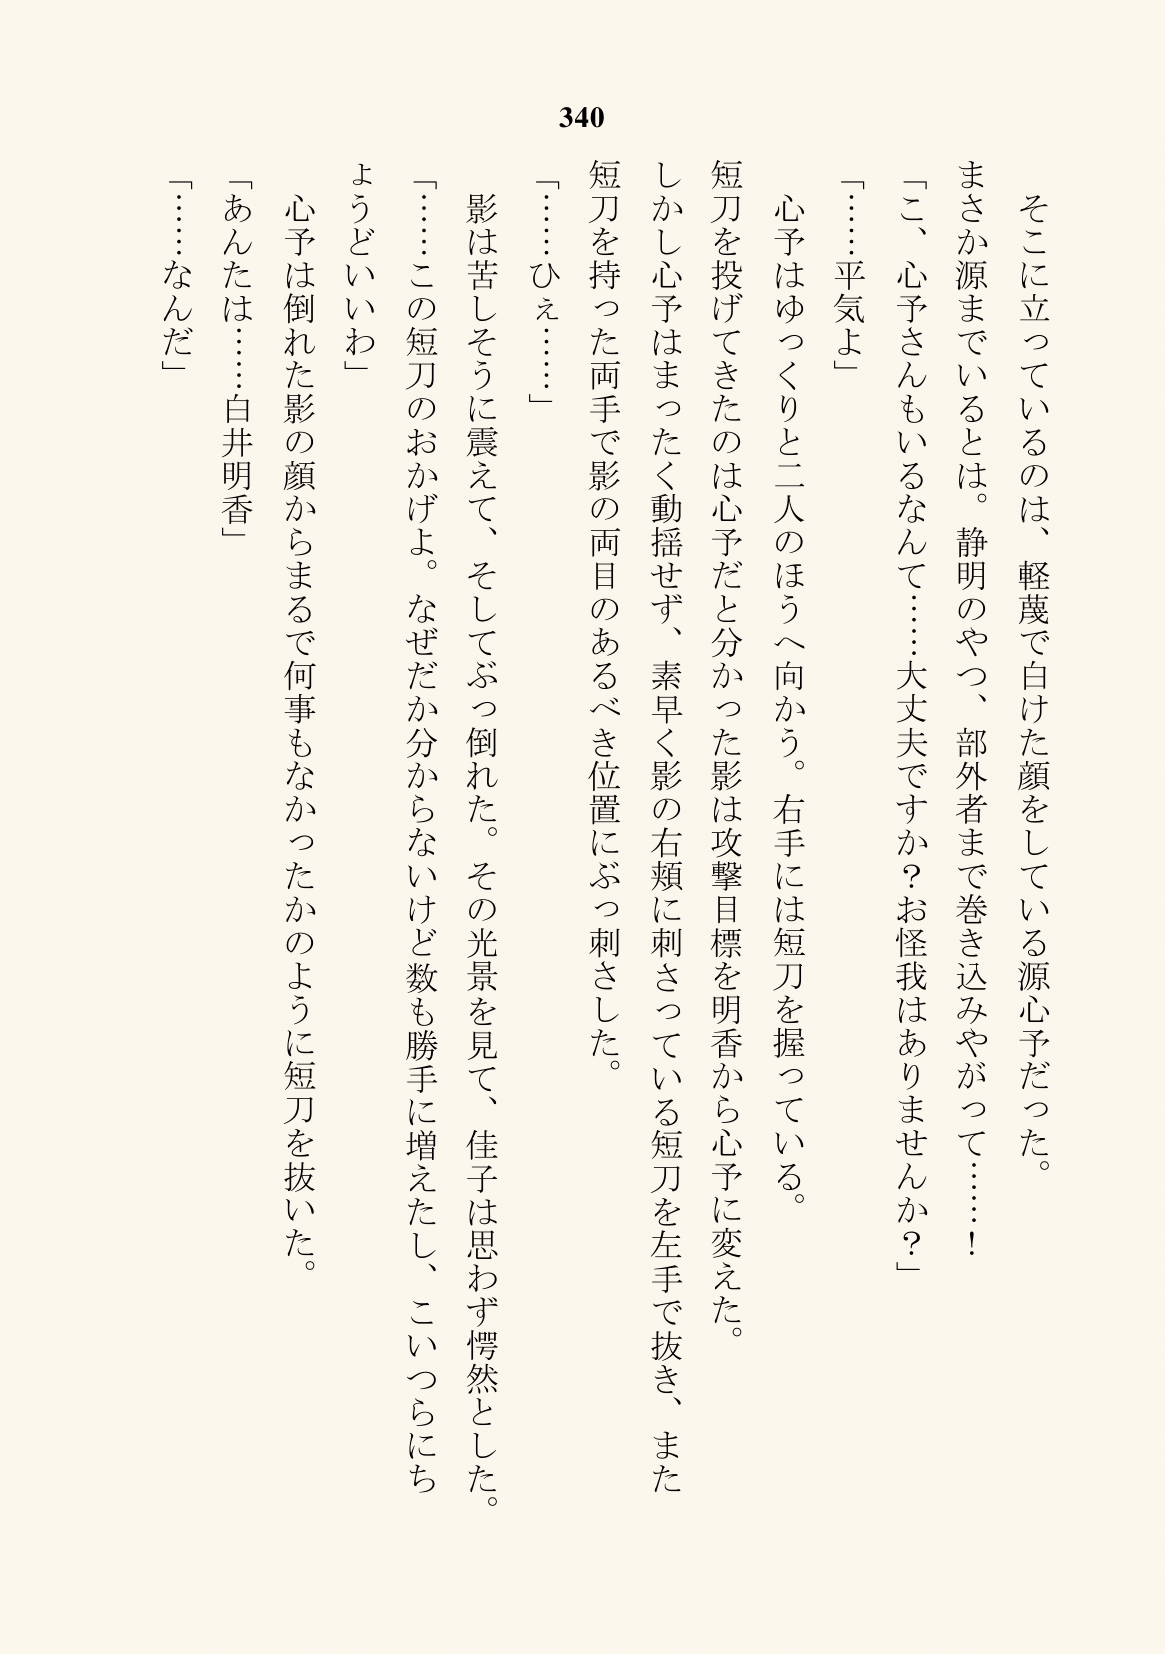 340
　そこに立っているのは、軽蔑で白けた顔をしている源心予だった。
まさか源までいるとは。静明のやつ、部外者まで巻き込みやがって……！
「こ、心予さんもいるなんて……大丈夫ですか？お怪我はありませんか？」
「……平気よ」
　心予はゆっくりと二人のほうへ向かう。右手には短刀を握っている。
短刀を投げてきたのは心予だと分かった影は攻撃目標を明香から心予に変えた。
しかし心予はまったく動揺せず、素早く影の右頬に刺さっている短刀を左手で抜き、また
短刀を持った両手で影の両目のあるべき位置にぶっ刺さした。
「……ひぇ……」
　影は苦しそうに震えて、そしてぶっ倒れた。その光景を見て、佳子は思わず愕然とした。
「……この短刀のおかげよ。なぜだか分からないけど数も勝手に増えたし、こいつらにち
ょうどいいわ」
　心予は倒れた影の顔からまるで何事もなかったかのように短刀を抜いた。
「あんたは……白井明香」
「……なんだ」